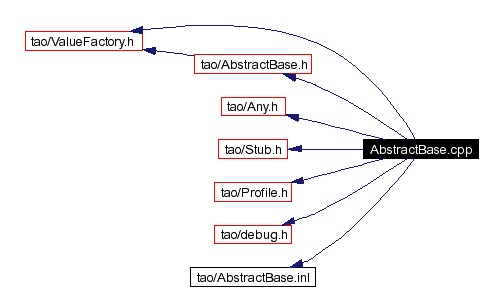 tao/ValueFactory.h
tao/AbstractBase.h
tao/Any.h
tao/Stub.h
AbstractBase.cpp
tao/Profile.h
tao/debug.h
tao/AbstractBase.inl